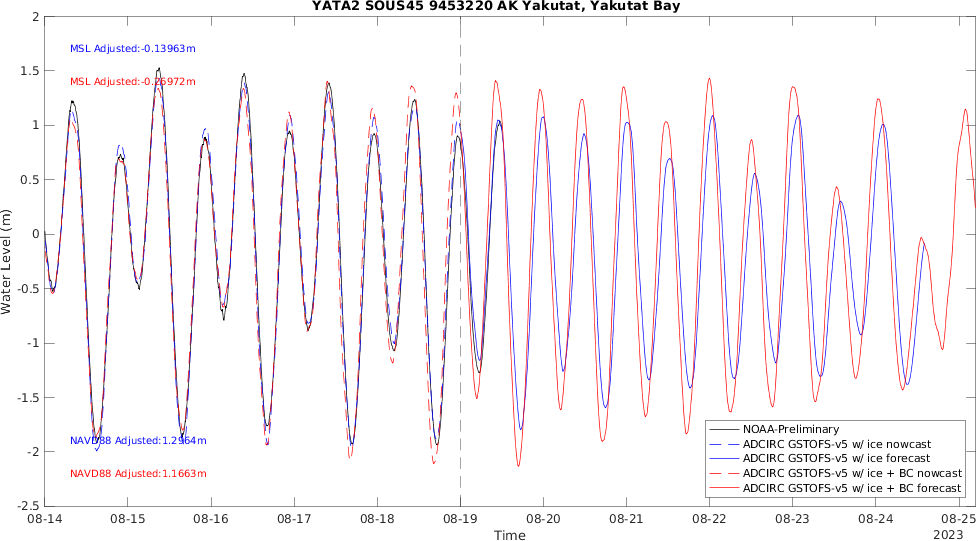 YATA2 SOUS45 9453220 AK Yakutat, Yakutat Bay
MSL Adjusted:-0.13963m
MSL Adjusted:-0.26972m
NAVD88 Adjusted:1.2964m
NAVD88 Adjusted:1.1663m
Water Level (m)
2
1.5
1
0.5
0
-0.5
-1
-1.5
-2
-2.5
NOAA-Preliminary
ADCIRC GSTOFS-v5 w/ ice nowcast
ADCIRC GSTOFS-v5 w/ ice forecast
ADCIRC GSTOFS-v5 w/ ice + BC nowcast
ADCIRC GSTOFS-v5 w/ ice + BC forecast
08-14 08-15 08-16 08-17 08-18 08-19 08-20 08-21 08-22 08-23 08-24 08-25
Time
2023